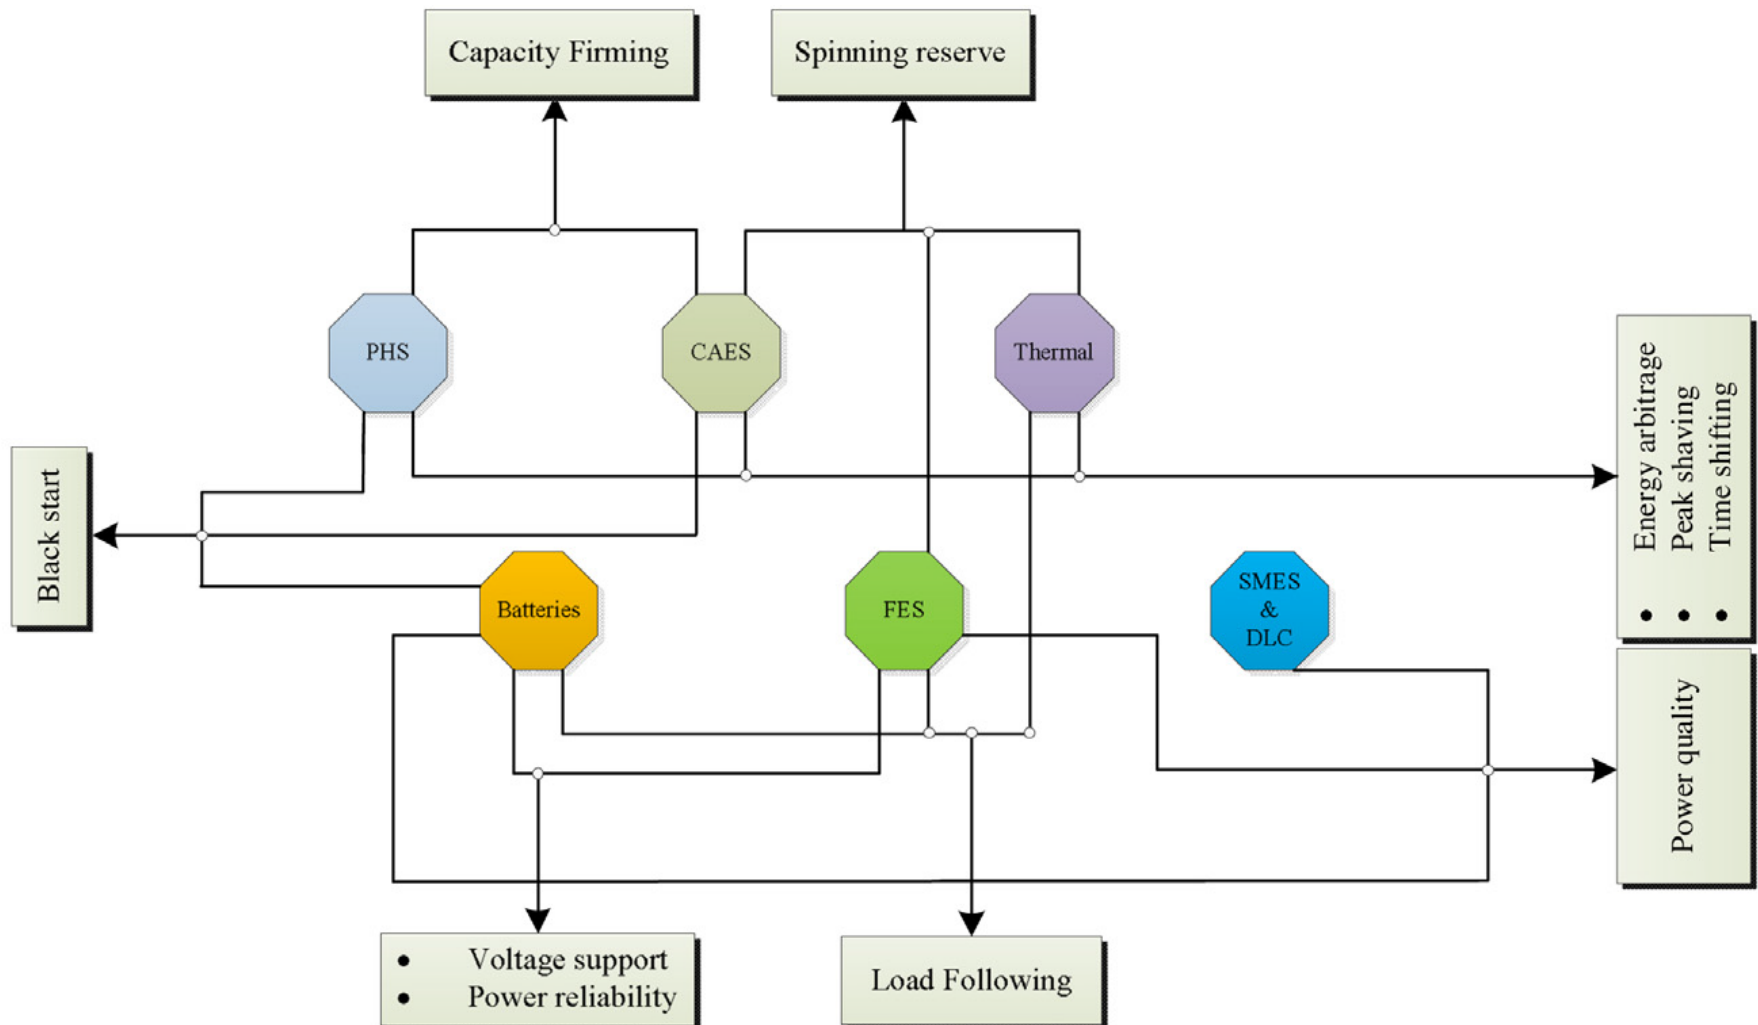 Capacity Firming
Spinning reserve
PHS
CAES
Thermal
Black start
• Energy arbitrage
• Peak shaving
• Time shifting
Batteries
FES
SMES
&
DLC
Power quality
• Voltage support
• Power reliability
Load Following